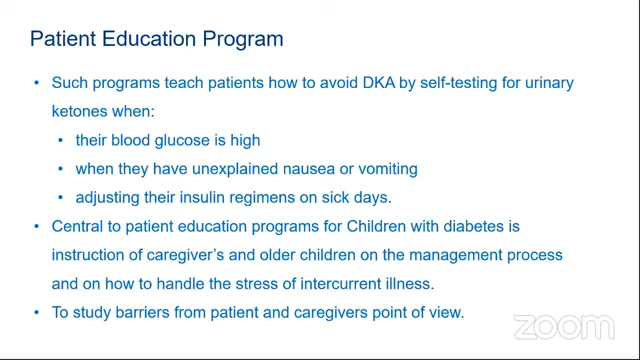 Patient Education Program
• Such programs teach patients how to avoid DKA by self-testing for urinary
ketones when:
• their blood glucose is high
• when they have unexplained nausea or vomiting
• adjusting their insulin regimens on sick days.
• Central to patient education programs for Children with diabetes is
instruction of caregiver's and older children on the management process
and on how to handle the stress of intercurrent illness.
• To study barriers from patient and caregivers point of view.
zoom